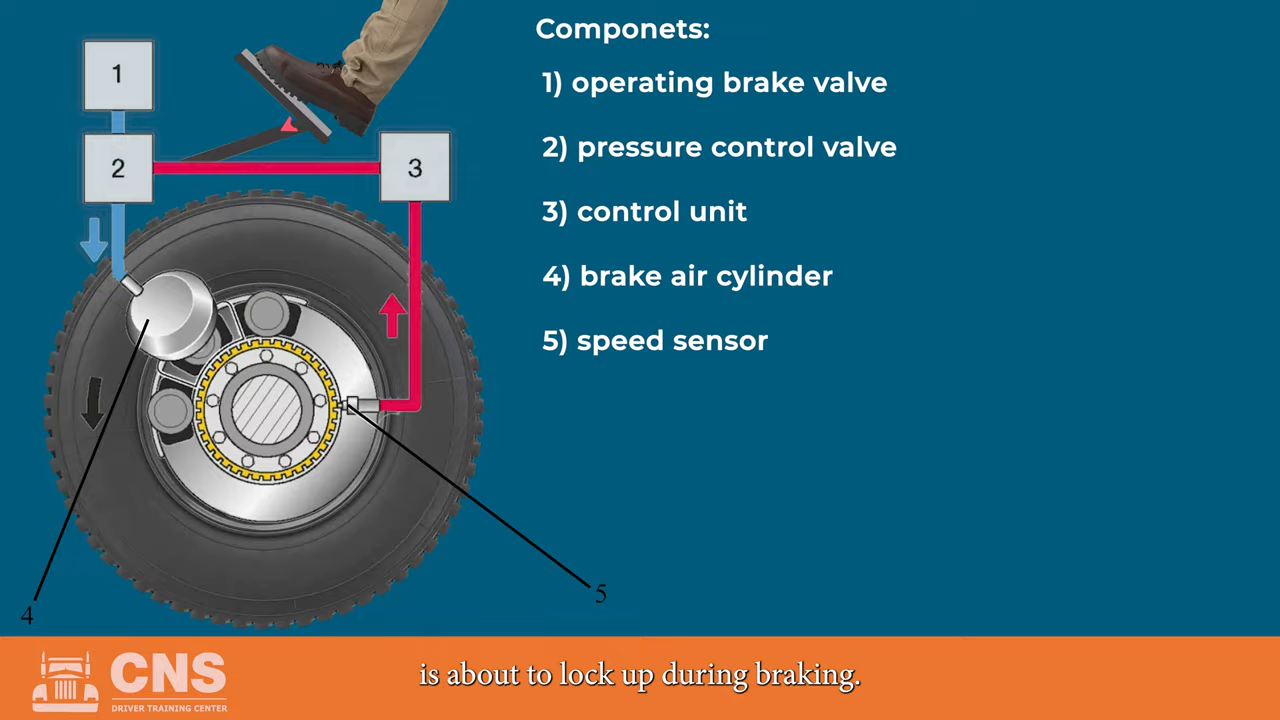 Componets:
1) operating brake valve
2) pressure control valve
3) control unit
4) brake air cylinder
5) speed sensor
1
2
3
4
5
is about to lock up during braking.
CNS
DRIVER TRAINING CENTER